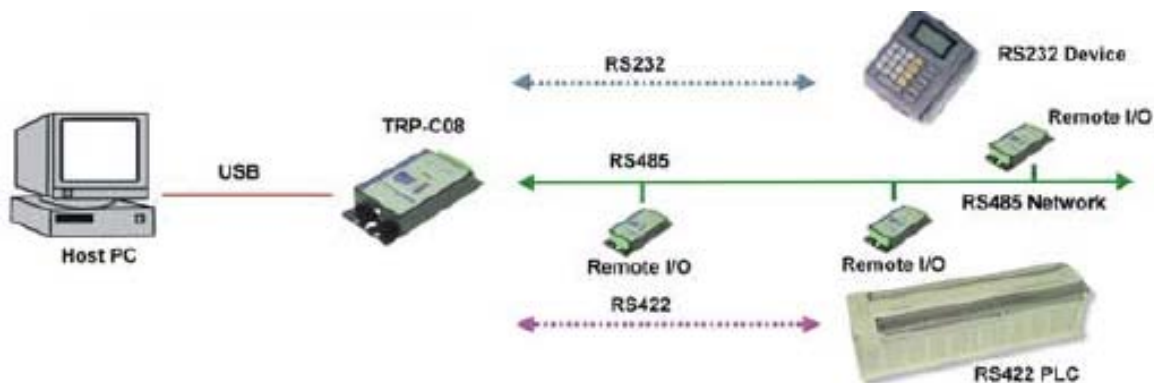 RS232
RS232 Device
TRP-C08
Remote I/O
USB
RS485
RS485 Network
Host PC
Remote I/O
Remote I/O
RS422
RS422 PLC